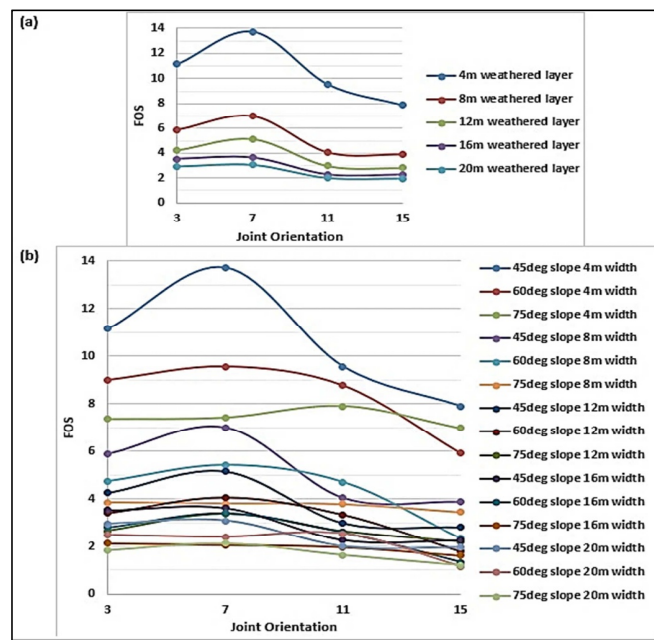 (a)
14
12
10
8
6
4
2
0
FOS
3 7 11 15
Joint Orientation
4m weathered layer
8m weathered layer
12m weathered layer
16m weathered layer
20m weathered layer
(b)
14
12
10
8
6
4
2
0
FOS
3 7 11 15
Joint Orientation
45deg slope 4m width
60deg slope 4m width
75deg slope 4m width
45deg slope 8m width
60deg slope 8m width
75deg slope 8m width
45deg slope 12m width
60deg slope 12m width
75deg slope 12m width
45deg slope 16m width
60deg slope 16m width
75deg slope 16m width
45deg slope 20m width
60deg slope 20m width
75deg slope 20m width